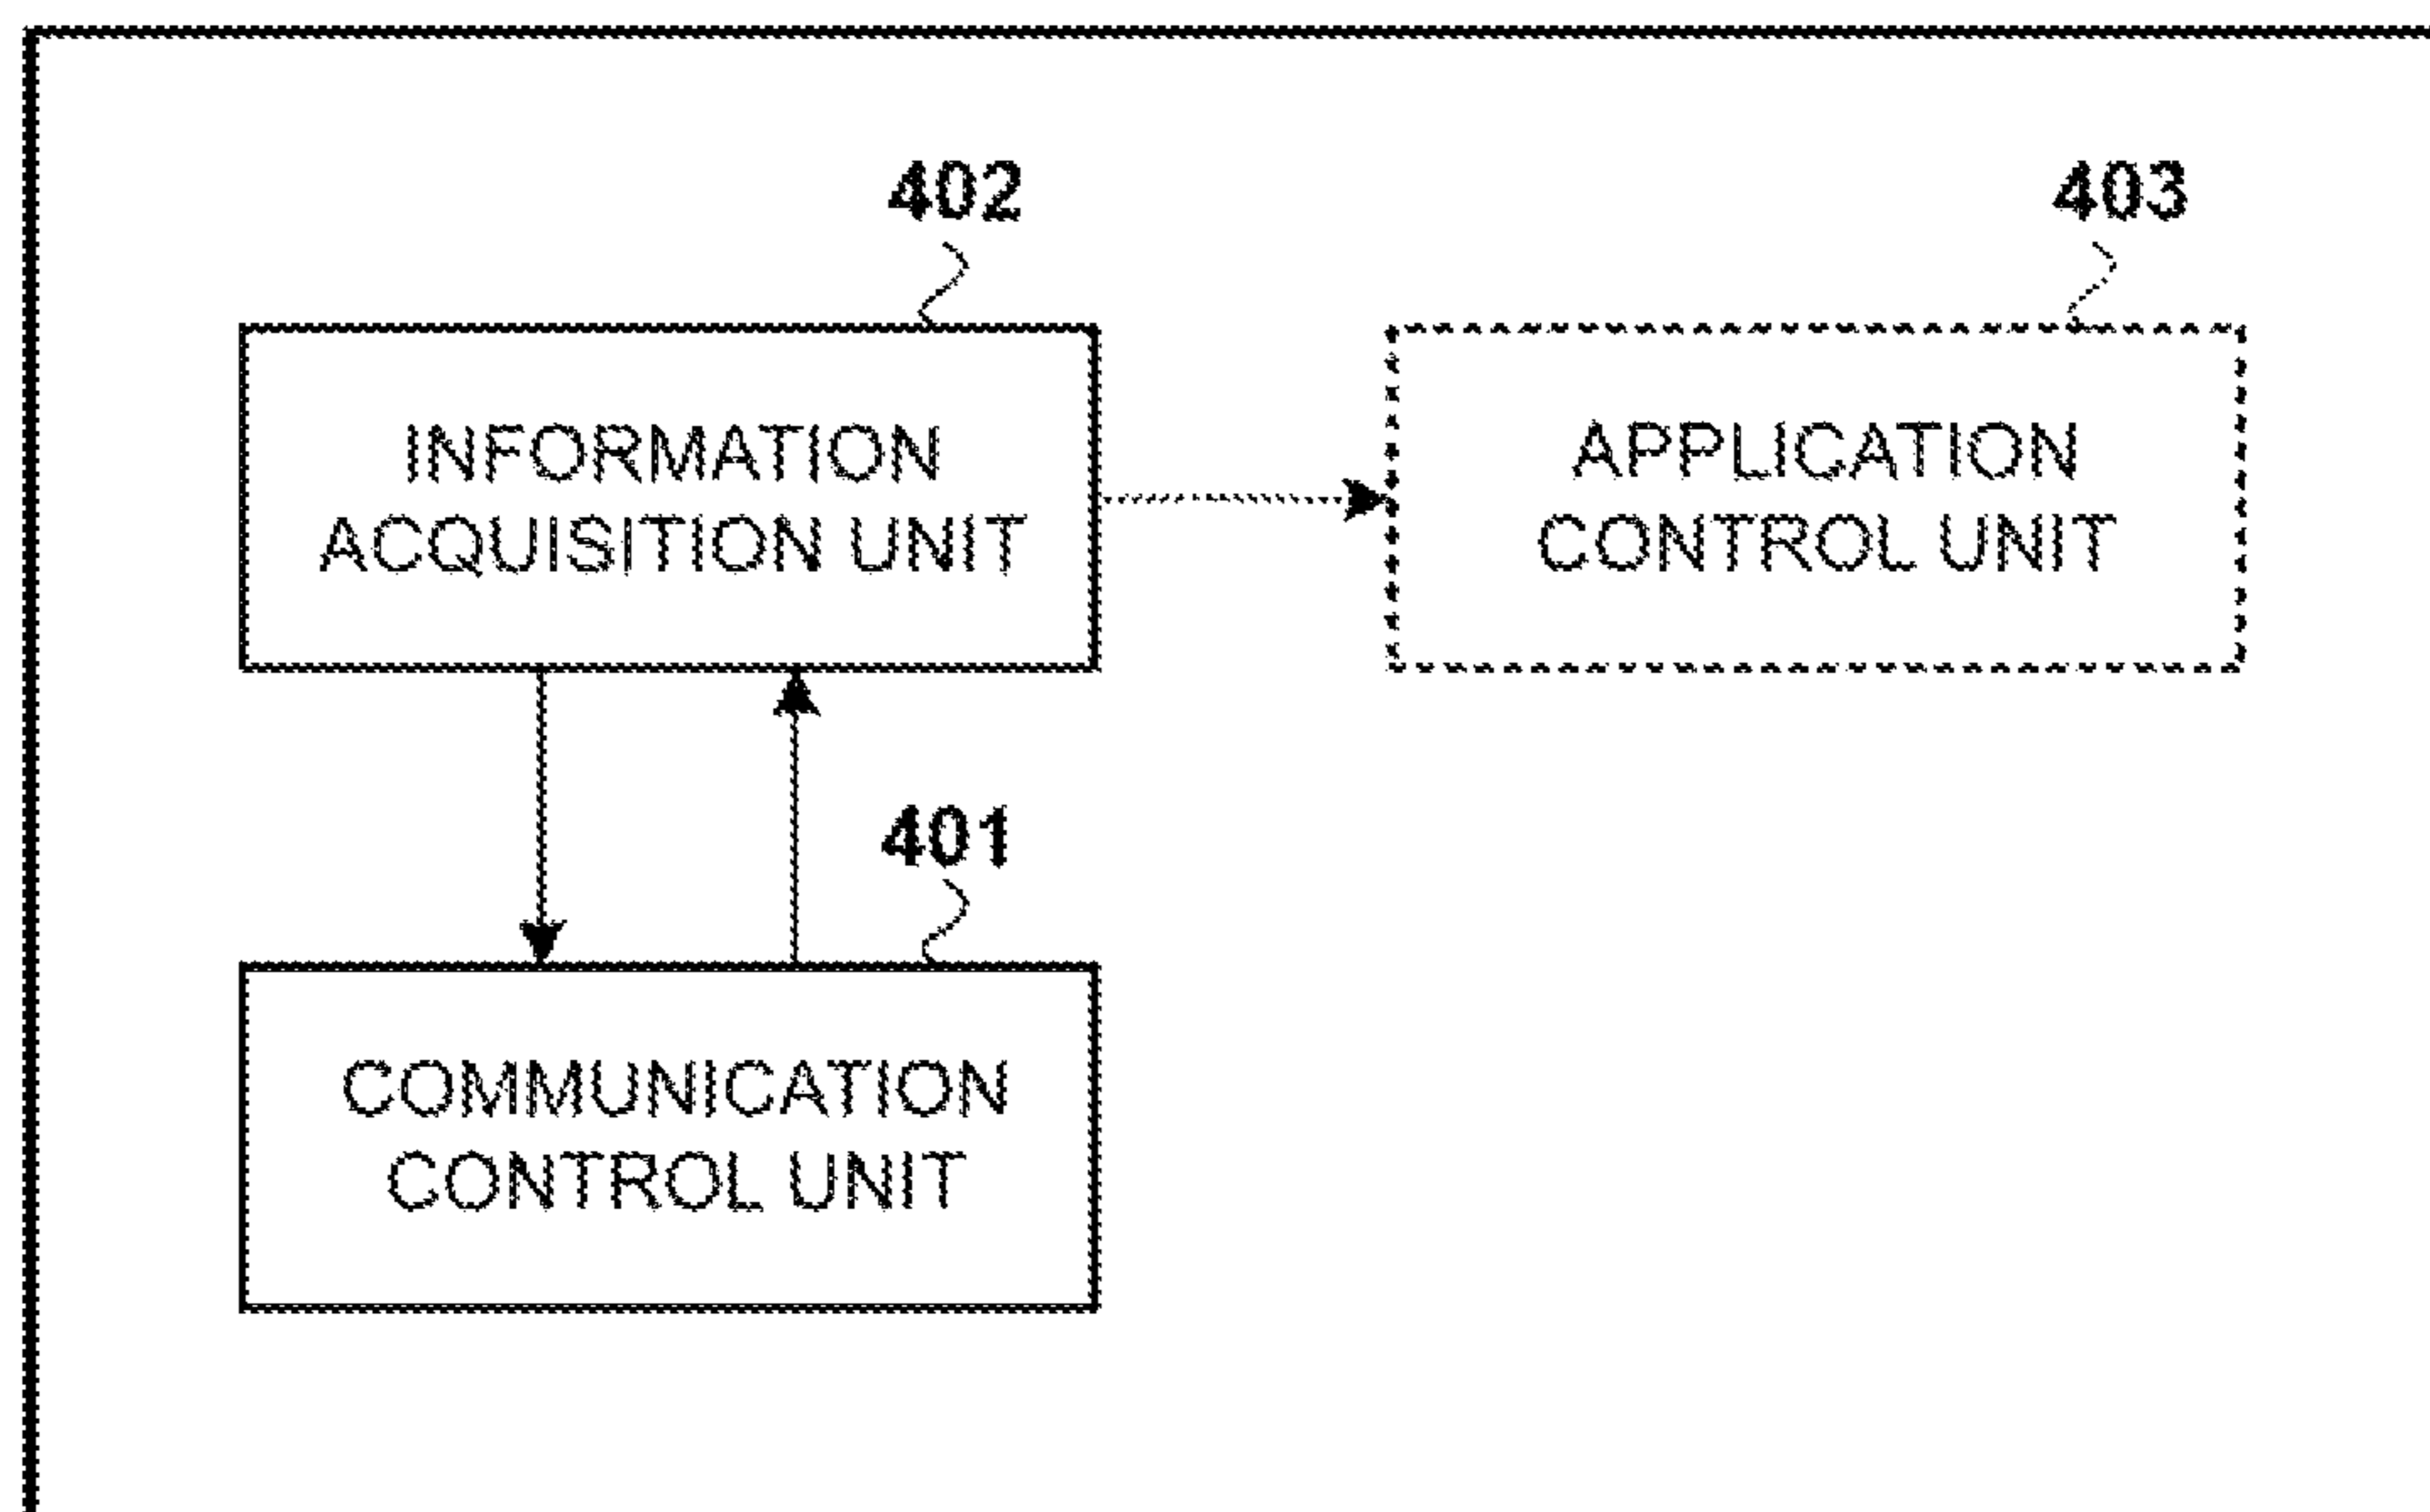 402
403
INFORMATION
ACQUISITION UNIT
APPLICATION
CONTROL UNIT
401
COMMUNICATION
CONTROL UNIT